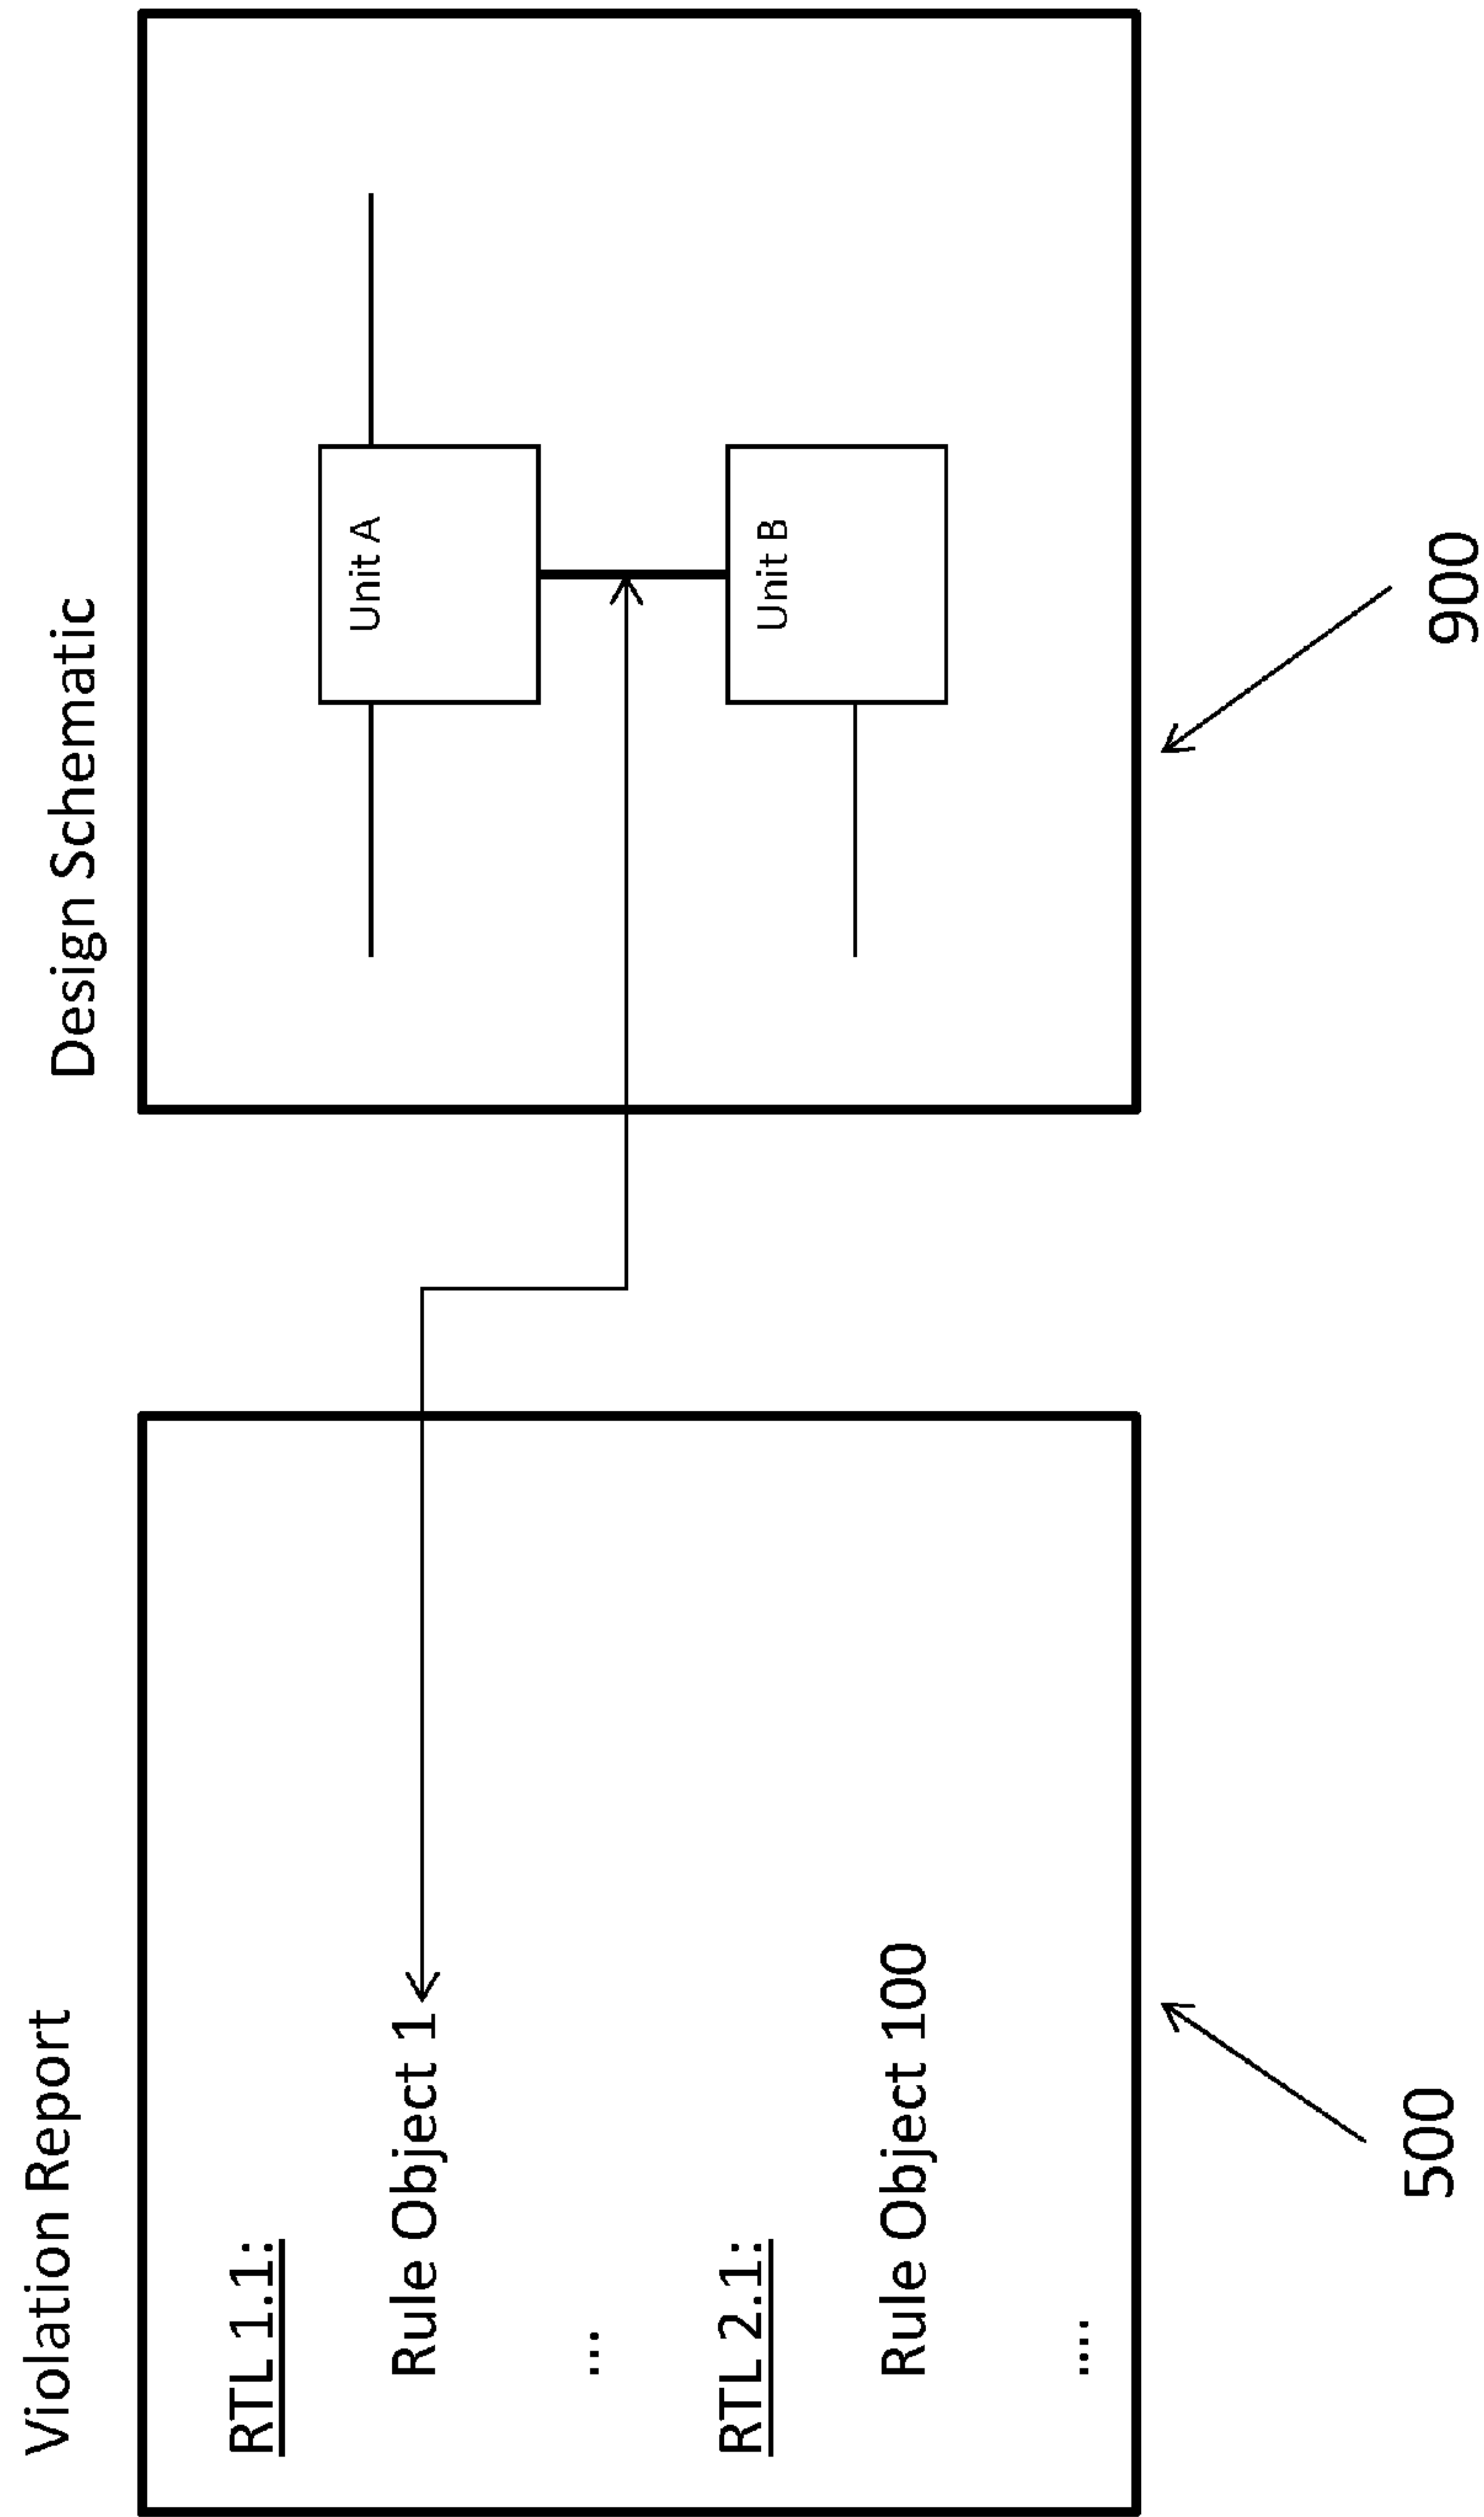 Violation Report
RTL 1.1:
Rule Object 1
...
RTL 2.1:
Rule Object 100
....
500
Design Schematic
Unit A
Unit B
900